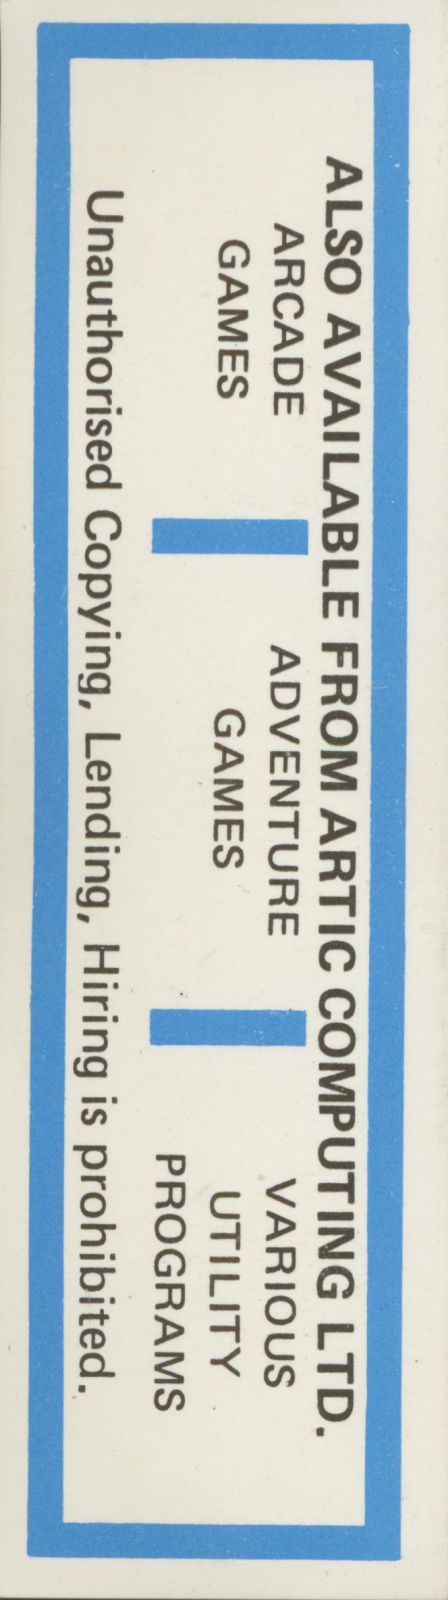 ALSO AVAILABLE FROM ARTIC COMPUTING LTD.
ARCADE
GAMES
ADVENTURE
GAMES
VARIOUS
UTILITY
PROGRAMS
Unauthorised Copying, Lending, Hiring is prohibited.